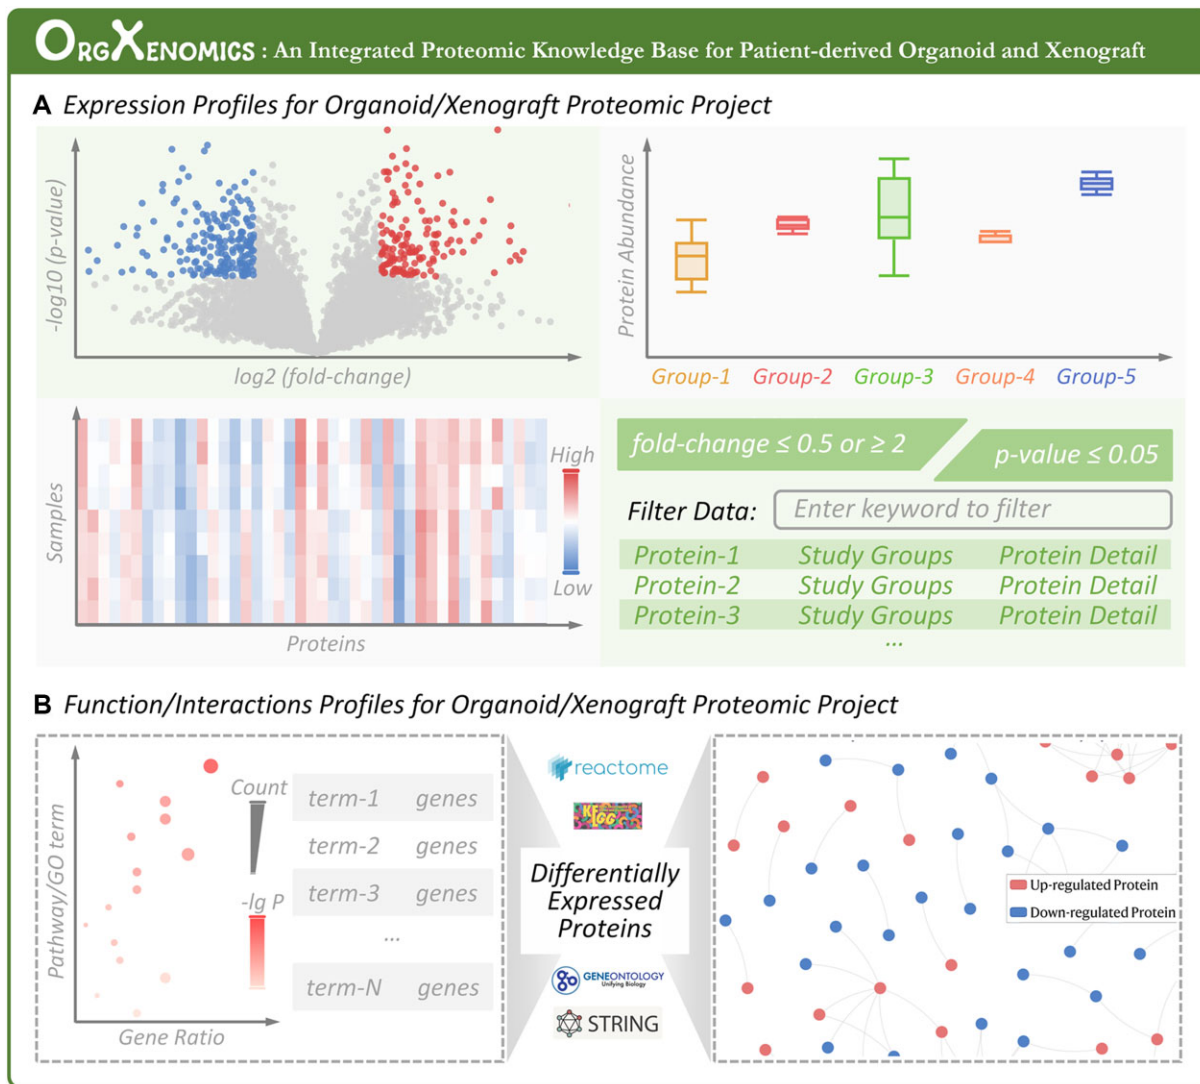 ORGXENOMICS : An Integrated Proteomic Knowledge Base for Patient-derived Organoid and Xenograft
A Expression Profiles for Organoid/Xenograft Proteomic Project
-log10 (p-value)
log2 (fold-change)
Protein Abundance
Group-1 Group-2 Group-3 Group-4 Group-5
Samples
Proteins
High
Low
fold-change ≤ 0.5 or ≥ 2
p-value ≤ 0.05
Filter Data: Enter keyword to filter
Protein-1 Study Groups Protein Detail
Protein-2 Study Groups Protein Detail
Protein-3 Study Groups Protein Detail
...
B Function/Interactions Profiles for Organoid/Xenograft Proteomic Project
Pathway/GO term
Gene Ratio
Count
-lg P
term-1 genes
term-2 genes
term-3 genes
...
term-N genes
reactome
KEGG
Differentially
Expressed
Proteins
GENEONTOLOGY
Unifying Biology
STRING
Up-regulated Protein
Down-regulated Protein